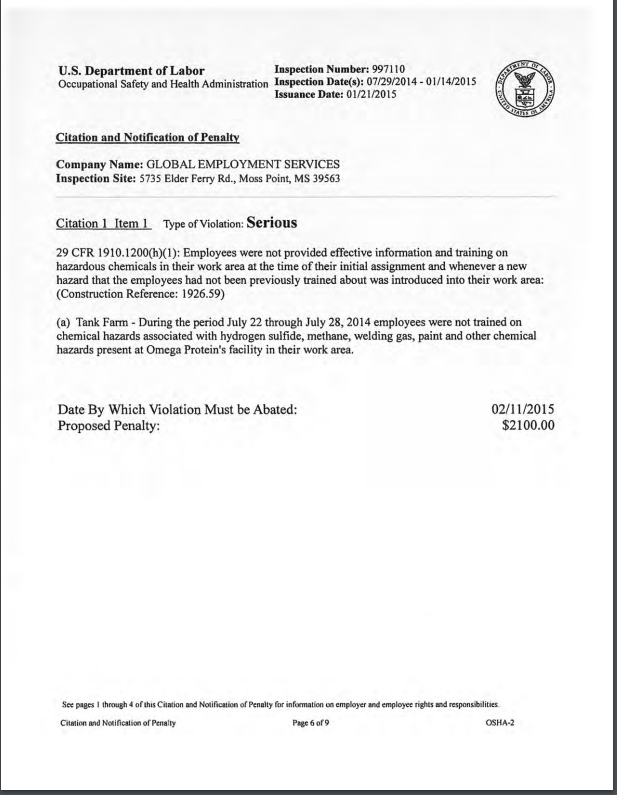 U.S. Department of Labor
Occupational Safety and Health Administration
Inspection Number: 997110
Inspection Date(s): 07/29/2014 - 01/14/2015
Issuance Date: 01/21/2015
Citation and Notification of Penalty
Company Name: GLOBAL EMPLOYMENT SERVICES
Inspection Site: 5735 Elder Ferry Rd., Moss Point, MS 39563
Citation 1 Item 1 Type of Violation: Serious
29 CFR 1910.1200(h)(1): Employees were not provided effective information and training on
hazardous chemicals in their work area at the time of their initial assignment and whenever a new
hazard that the employees had not been previously trained about was introduced into their work area:
(Construction Reference: 1926.59)
(a) Tank Farm - During the period July 22 through July 28, 2014 employees were not trained on
chemical hazards associated with hydrogen sulfide, methane, welding gas, paint and other chemical
hazards present at Omega Protein's facility in their work area.
Date By Which Violation Must be Abated: 02/11/2015
Proposed Penalty: $2100.00
See pages 1 through 4 of this Citation and Notification of Penalty for information on employer and employee rights and responsibilities.
Citation and Notification of Penalty Page 6 of 9 OSHA-2